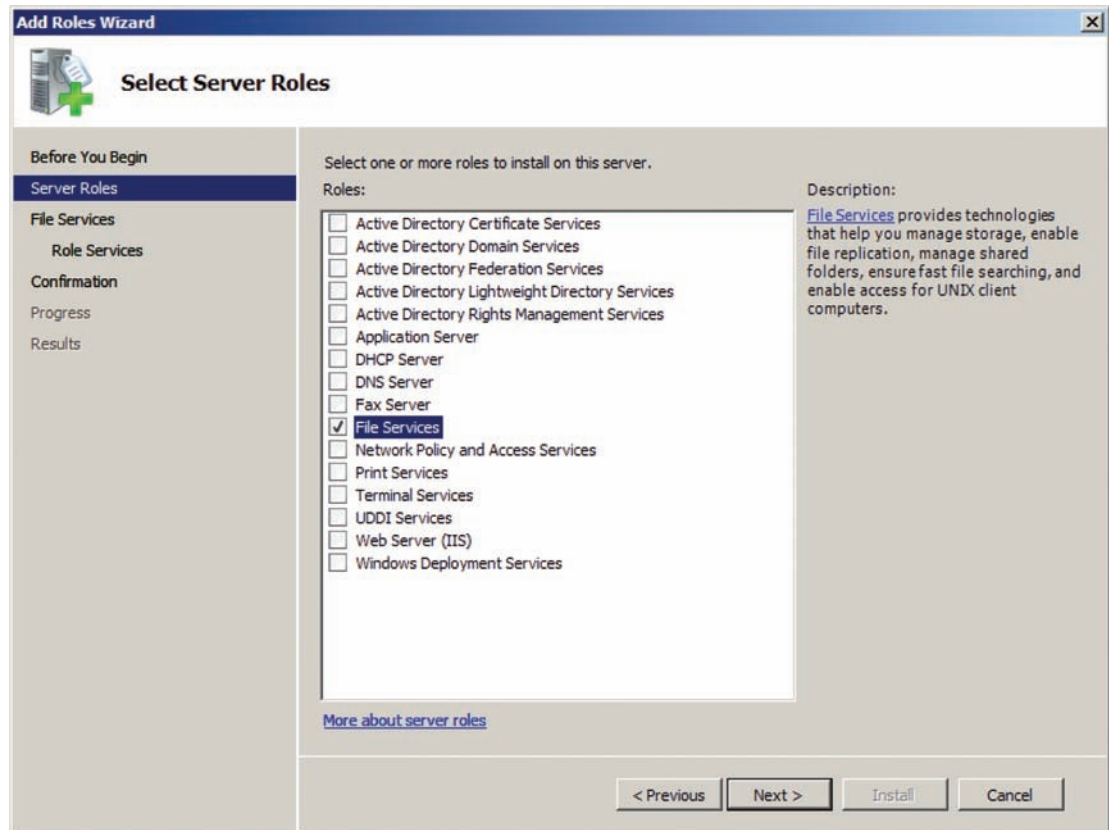 Add Roles Wizard
Select Server Roles
Before You Begin
Server Roles
File Services
Role Services
Confirmation
Progress
Results
Select one or more roles to install on this server.
Roles:
Active Directory Certificate Services
Active Directory Domain Services
Active Directory Federation Services
Active Directory Lightweight Directory Services
Active Directory Rights Management Services
Application Server
DHCP Server
DNS Server
Fax Server
File Services
Network Policy and Access Services
Print Services
Terminal Services
UDDI Services
Web Server (IIS)
Windows Deployment Services
More about server roles
Description:
File Services provides technologies
that help you manage storage, enable
file replication, manage shared
folders, ensure fast file searching, and
enable access for UNIX client
computers.
< Previous
Next >
Install
Cancel